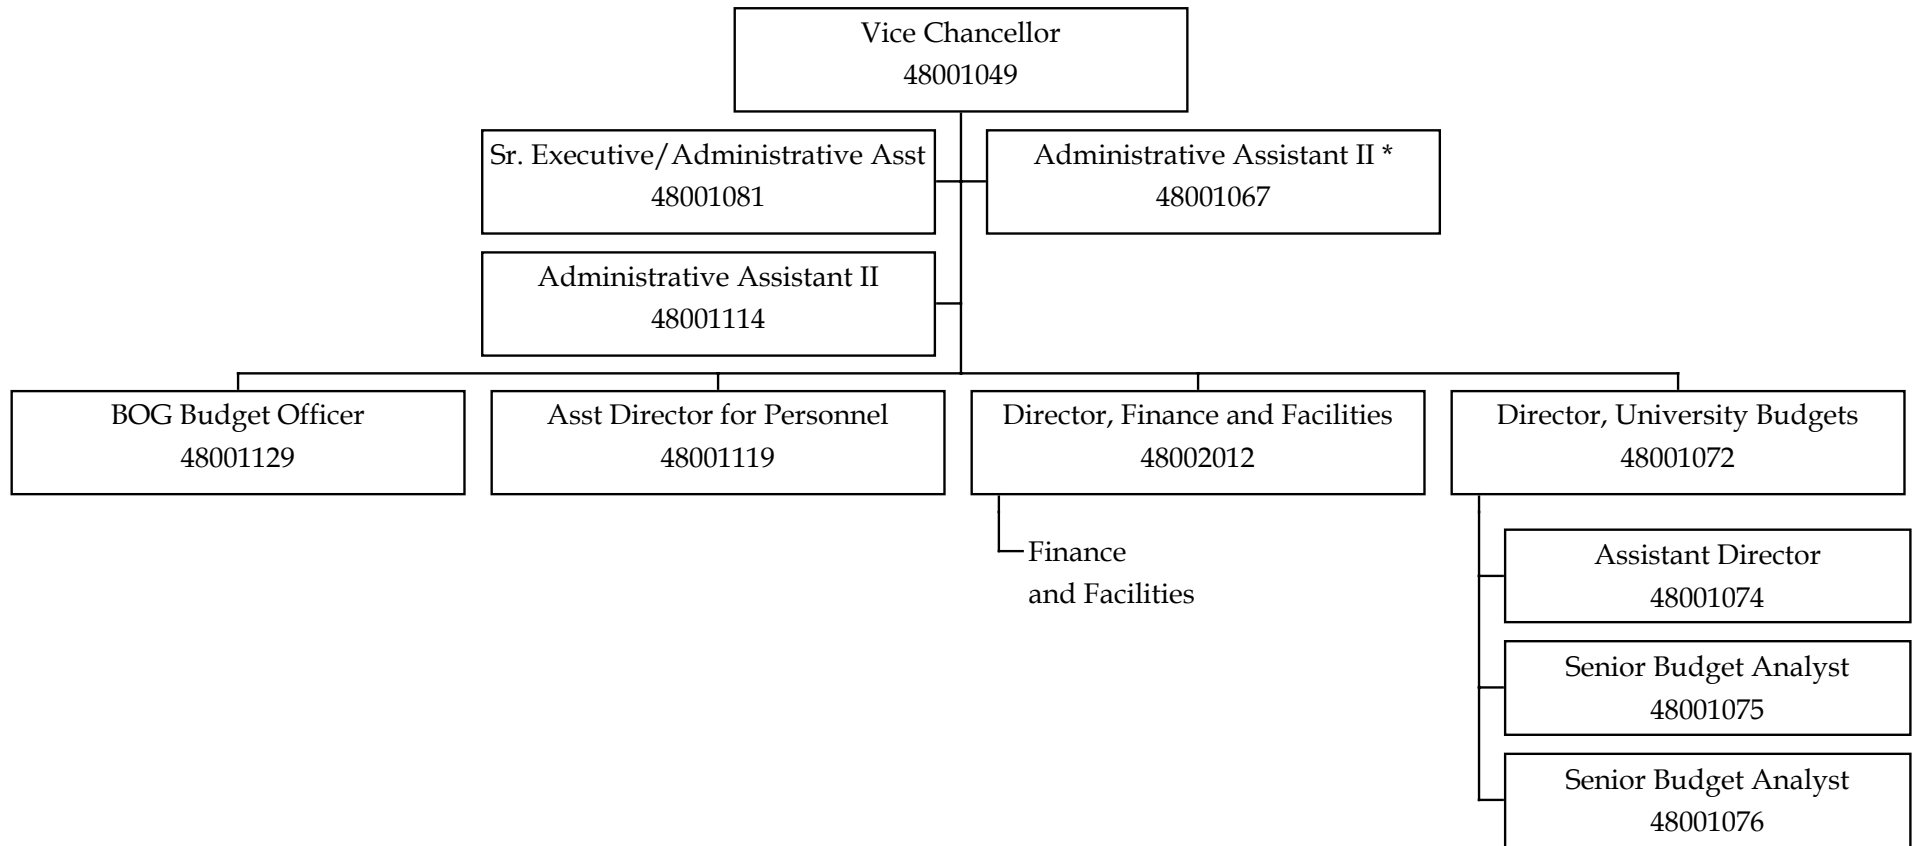 Vice Chancellor
48001049
Sr. Executive/Administrative Asst
48001081
Administrative Assistant II *
48001067
Administrative Assistant II
48001114
BOG Budget Officer
48001129
Asst Director for Personnel
48001119
Director, Finance and Facilities
48002012
Director, University Budgets
48001072
Finance
and Facilities
Assistant Director
48001074
Senior Budget Analyst
48001075
Senior Budget Analyst
48001076